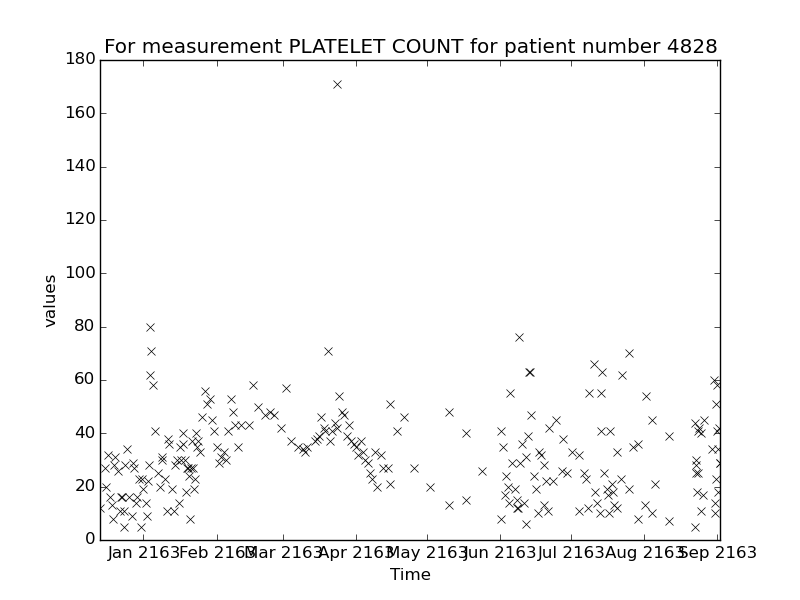 For measurement PLATELET COUNT for patient number 4828
180
160
140
120
100
80
60
40
20
0
values
Jan 2163 Feb 2163 Mar 2163 Apr 2163 May 2163 Jun 2163 Jul 2163 Aug 2163 Sep 2163
Time